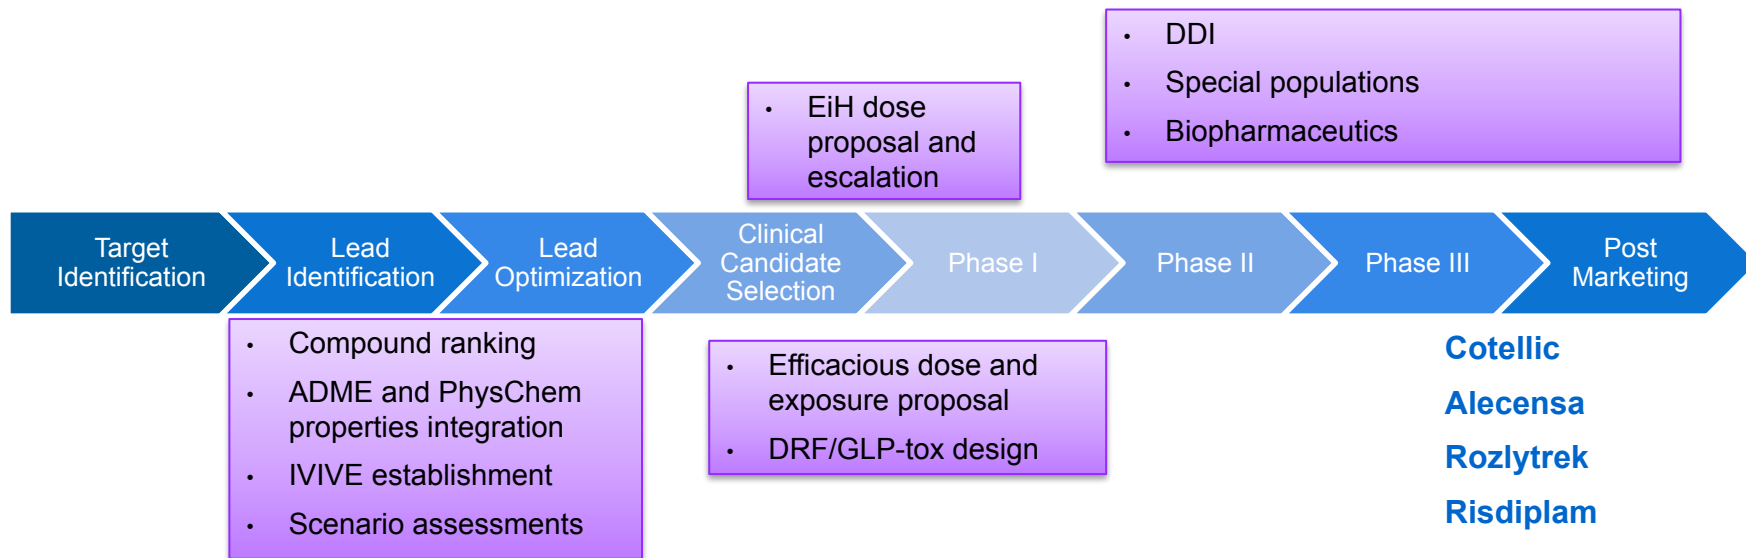 • DDI
• Special populations
• Biopharmaceutics
• EiH dose
proposal and
escalation
Target
Identification
Lead
Identification
Lead
Optimization
Clinical
Candidate
Selection
Phase I
Phase II
Phase III
Post
Marketing
• Compound ranking
• ADME and PhysChem
properties integration
• IVIVE establishment
• Scenario assessments
• Efficacious dose and
exposure proposal
• DRF/GLP-tox design
Cotellic
Alecensa
Rozlytrek
Risdiplam